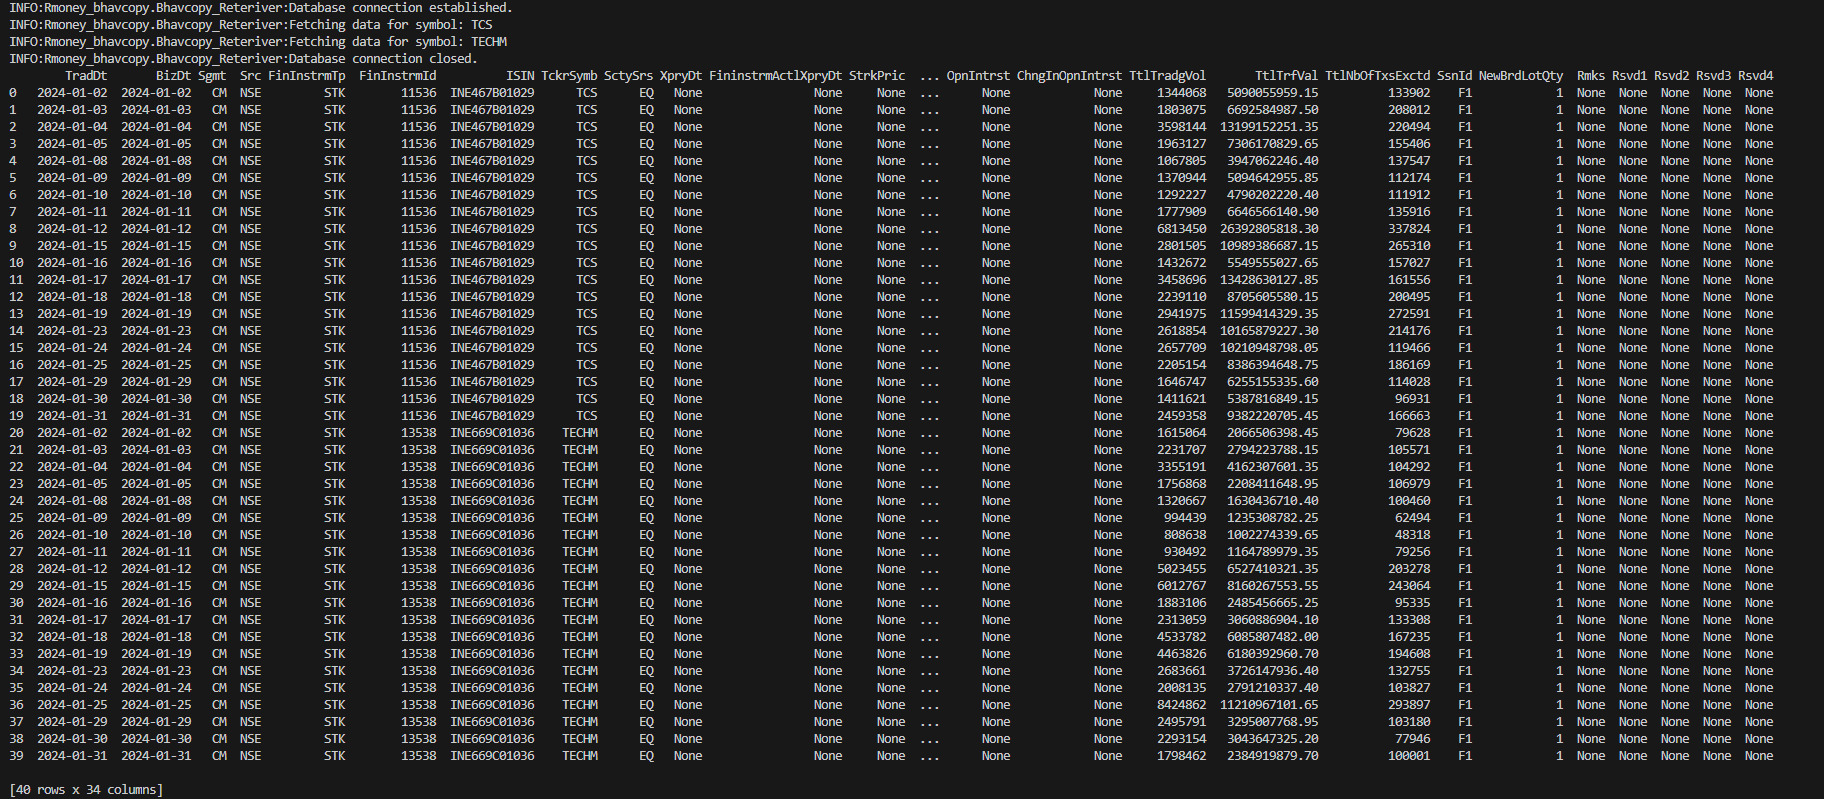 INFO:Rmoney_bhavcopy.Bhavcopy_Reteriver:Database connection established.
INFO:Rmoney_bhavcopy.Bhavcopy_Reteriver:Fetching data for symbol: TCS
INFO:Rmoney_bhavcopy.Bhavcopy_Reteriver:Fetching data for symbol: TECHM
INFO:Rmoney_bhavcopy.Bhavcopy_Reteriver:Database connection closed.
TradDt BizDt Sgmt Src FinInstrmTp FinInstrmId ISIN TckrSymb SctySrs XpryDt FininstrmActlXpryDt StrkPric ... OpnIntrst ChngInOpnIntrst TtlTradgVol TtlTrfVal TtlNbOfTxsExctd SsnId NewBrdLotQty Rmks Rsvd1 Rsvd2 Rsvd3 Rsvd4
0 2024-01-02 2024-01-02 CM NSE STK 11536 INE467B01029 TCS EQ None None None ... None None 1344068 5090055959.15 133902 F1 1 None None None None None
1 2024-01-03 2024-01-03 CM NSE STK 11536 INE467B01029 TCS EQ None None None ... None None 1803075 6692584987.50 208012 F1 1 None None None None None
2 2024-01-04 2024-01-04 CM NSE STK 11536 INE467B01029 TCS EQ None None None ... None None 3598144 13199152251.35 220494 F1 1 None None None None None
3 2024-01-05 2024-01-05 CM NSE STK 11536 INE467B01029 TCS EQ None None None ... None None 1963127 7306170829.65 155406 F1 1 None None None None None
4 2024-01-08 2024-01-08 CM NSE STK 11536 INE467B01029 TCS EQ None None None ... None None 1067805 3947062246.40 137547 F1 1 None None None None None
5 2024-01-09 2024-01-09 CM NSE STK 11536 INE467B01029 TCS EQ None None None ... None None 1370944 5094642955.85 112174 F1 1 None None None None None
6 2024-01-10 2024-01-10 CM NSE STK 11536 INE467B01029 TCS EQ None None None ... None None 1292227 4790202220.40 111912 F1 1 None None None None None
7 2024-01-11 2024-01-11 CM NSE STK 11536 INE467B01029 TCS EQ None None None ... None None 1777909 6646566140.90 135916 F1 1 None None None None None
8 2024-01-12 2024-01-12 CM NSE STK 11536 INE467B01029 TCS EQ None None None ... None None 6813450 26392805818.30 337824 F1 1 None None None None None
9 2024-01-15 2024-01-15 CM NSE STK 11536 INE467B01029 TCS EQ None None None ... None None 2801505 10989386687.15 265310 F1 1 None None None None None
10 2024-01-16 2024-01-16 CM NSE STK 11536 INE467B01029 TCS EQ None None None ... None None 1432672 5549555027.65 157027 F1 1 None None None None None
11 2024-01-17 2024-01-17 CM NSE STK 11536 INE467B01029 TCS EQ None None None ... None None 3458696 13428630127.85 161556 F1 1 None None None None None
12 2024-01-18 2024-01-18 CM NSE STK 11536 INE467B01029 TCS EQ None None None ... None None 2239110 8705605580.15 200495 F1 1 None None None None None
13 2024-01-19 2024-01-19 CM NSE STK 11536 INE467B01029 TCS EQ None None None ... None None 2941975 11599414329.35 272591 F1 1 None None None None None
14 2024-01-23 2024-01-23 CM NSE STK 11536 INE467B01029 TCS EQ None None None ... None None 2618854 10165879227.30 214176 F1 1 None None None None None
15 2024-01-24 2024-01-24 CM NSE STK 11536 INE467B01029 TCS EQ None None None ... None None 2657709 10210948798.05 119466 F1 1 None None None None None
16 2024-01-25 2024-01-25 CM NSE STK 11536 INE467B01029 TCS EQ None None None ... None None 2205154 8386394648.75 186169 F1 1 None None None None None
17 2024-01-29 2024-01-29 CM NSE STK 11536 INE467B01029 TCS EQ None None None ... None None 1646747 6255155335.60 114028 F1 1 None None None None None
18 2024-01-30 2024-01-30 CM NSE STK 11536 INE467B01029 TCS EQ None None None ... None None 1411621 5387816849.15 96931 F1 1 None None None None None
19 2024-01-31 2024-01-31 CM NSE STK 11536 INE467B01029 TCS EQ None None None ... None None 2459358 9382220705.45 166663 F1 1 None None None None None
20 2024-01-02 2024-01-02 CM NSE STK 13538 INE669C01036 TECHM EQ None None None ... None None 1615064 2066506398.45 79628 F1 1 None None None None None
21 2024-01-03 2024-01-03 CM NSE STK 13538 INE669C01036 TECHM EQ None None None ... None None 2231707 2794223788.15 105571 F1 1 None None None None None
22 2024-01-04 2024-01-04 CM NSE STK 13538 INE669C01036 TECHM EQ None None None ... None None 3355191 4162307601.35 104292 F1 1 None None None None None
23 2024-01-05 2024-01-05 CM NSE STK 13538 INE669C01036 TECHM EQ None None None ... None None 1756868 2208411648.95 106979 F1 1 None None None None None
24 2024-01-08 2024-01-08 CM NSE STK 13538 INE669C01036 TECHM EQ None None None ... None None 1320667 1630436710.40 100460 F1 1 None None None None None
25 2024-01-09 2024-01-09 CM NSE STK 13538 INE669C01036 TECHM EQ None None None ... None None 994439 1235308782.25 62494 F1 1 None None None None None
26 2024-01-10 2024-01-10 CM NSE STK 13538 INE669C01036 TECHM EQ None None None ... None None 808638 1002274339.65 48318 F1 1 None None None None None
27 2024-01-11 2024-01-11 CM NSE STK 13538 INE669C01036 TECHM EQ None None None ... None None 930492 1164789979.35 79256 F1 1 None None None None None
28 2024-01-12 2024-01-12 CM NSE STK 13538 INE669C01036 TECHM EQ None None None ... None None 5023455 6527410321.35 203278 F1 1 None None None None None
29 2024-01-15 2024-01-15 CM NSE STK 13538 INE669C01036 TECHM EQ None None None ... None None 6012767 8160267553.55 243064 F1 1 None None None None None
30 2024-01-16 2024-01-16 CM NSE STK 13538 INE669C01036 TECHM EQ None None None ... None None 1883106 2485456665.25 95335 F1 1 None None None None None
31 2024-01-17 2024-01-17 CM NSE STK 13538 INE669C01036 TECHM EQ None None None ... None None 2313059 3060886904.10 133308 F1 1 None None None None None
32 2024-01-18 2024-01-18 CM NSE STK 13538 INE669C01036 TECHM EQ None None None ... None None 4533782 6085807482.00 167235 F1 1 None None None None None
33 2024-01-19 2024-01-19 CM NSE STK 13538 INE669C01036 TECHM EQ None None None ... None None 4463826 6180392960.70 194608 F1 1 None None None None None
34 2024-01-23 2024-01-23 CM NSE STK 13538 INE669C01036 TECHM EQ None None None ... None None 2683661 3726147936.40 132755 F1 1 None None None None None
35 2024-01-24 2024-01-24 CM NSE STK 13538 INE669C01036 TECHM EQ None None None ... None None 2008135 2791210337.40 103827 F1 1 None None None None None
36 2024-01-25 2024-01-25 CM NSE STK 13538 INE669C01036 TECHM EQ None None None ... None None 8424862 11210967101.65 293897 F1 1 None None None None None
37 2024-01-29 2024-01-29 CM NSE STK 13538 INE669C01036 TECHM EQ None None None ... None None 2495791 3295007768.95 103180 F1 1 None None None None None
38 2024-01-30 2024-01-30 CM NSE STK 13538 INE669C01036 TECHM EQ None None None ... None None 2293154 3043647325.20 77946 F1 1 None None None None None
39 2024-01-31 2024-01-31 CM NSE STK 13538 INE669C01036 TECHM EQ None None None ... None None 1798462 2384919879.70 100001 F1 1 None None None None None
[40 rows x 34 columns]